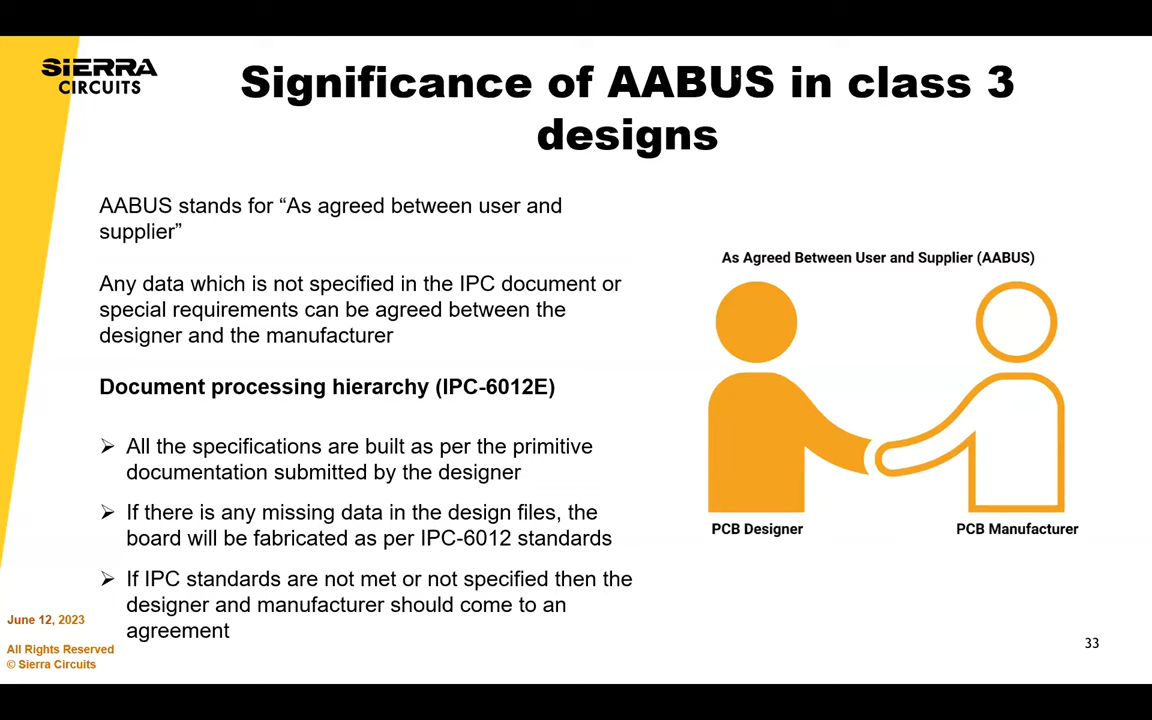 SIERRA
CIRCUITS
Significance of AABUS in class 3
designs
AABUS stands for “As agreed between user and
supplier”
Any data which is not specified in the IPC document or
special requirements can be agreed between the
designer and the manufacturer
Document processing hierarchy (IPC-6012E)
➢ All the specifications are built as per the primitive
documentation submitted by the designer
➢ If there is any missing data in the design files, the
board will be fabricated as per IPC-6012 standards
➢ If IPC standards are not met or not specified then the
designer and manufacturer should come to an
agreement
As Agreed Between User and Supplier (AABUS)
PCB Designer
PCB Manufacturer
June 12, 2023
All Rights Reserved
© Sierra Circuits
33